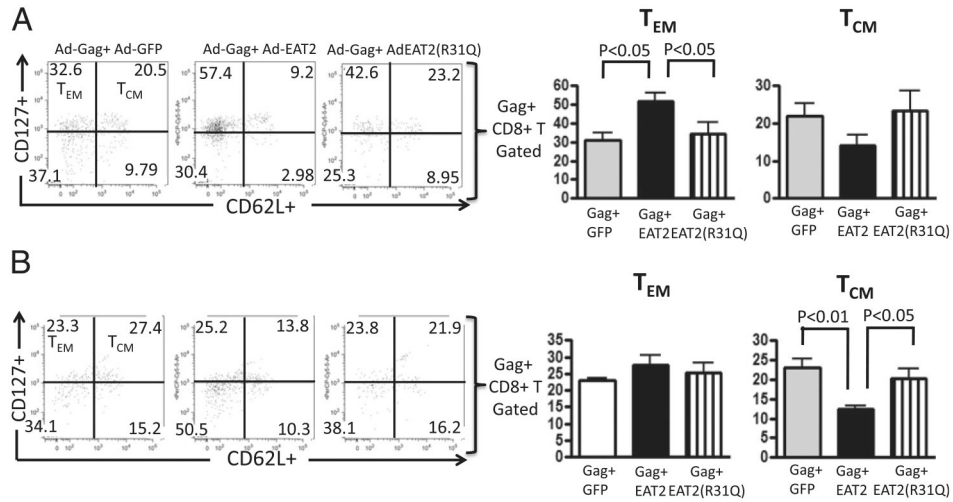 A
Ad-Gag+ Ad-GFP
Ad-Gag+ Ad-EAT2
Ad-Gag+ AdEAT2(R31Q)
32.6 20.5
T_EM T_CM
37.1 9.79
57.4 9.2
30.4 2.98
42.6 23.2
25.3 8.95
CD127+
CD62L+
Gag+
CD8+ T
Gated
T_EM
P<0.05 P<0.05
60
50
40
30
20
10
0
Gag+ Gag+ Gag+
GFP EAT2 EAT2(R31Q)
T_CM
30
20
10
0
Gag+ Gag+ Gag+
GFP EAT2 EAT2(R31Q)
B
23.3 27.4
T_EM T_CM
34.1 15.2
25.2 13.8
50.5 10.3
23.8 21.9
38.1 16.2
CD127+
CD62L+
Gag+
CD8+ T
Gated
T_EM
35
30
25
20
15
10
5
0
Gag+ Gag+ Gag+
GFP EAT2 EAT2(R31Q)
T_CM
P<0.01 P<0.05
30
25
20
15
10
5
0
Gag+ Gag+ Gag+
GFP EAT2 EAT2(R31Q)